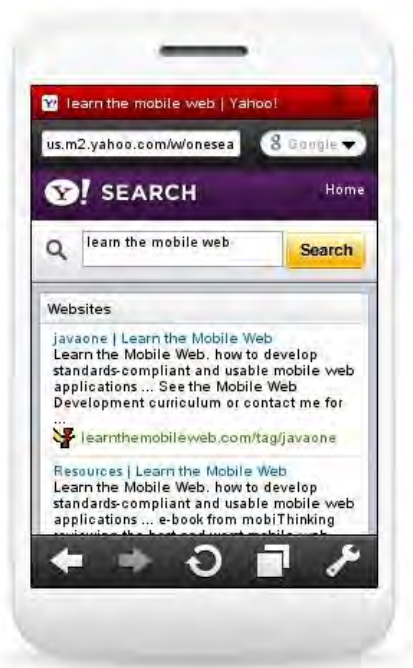 learn the mobile web | Yahoo!
us.m2.yahoo.com/w/onesea
Google
Y! SEARCH
Home
learn the mobile web
Search
Websites
javaone | Learn the Mobile Web
Learn the Mobile Web. how to develop
standards-compliant and usable mobile web
applications ... See the Mobile Web
Development curriculum or contact me for
...
learnthemobileweb.com/tag/javaone
Resources | Learn the Mobile Web
Learn the Mobile Web. how to develop
standards-compliant and usable mobile web
applications ... e-book from mobiThinking